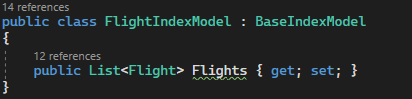 14 references
public class FlightIndexModel : BaseIndexModel
{
12 references
public List<Flight> Flights { get; set; }
}